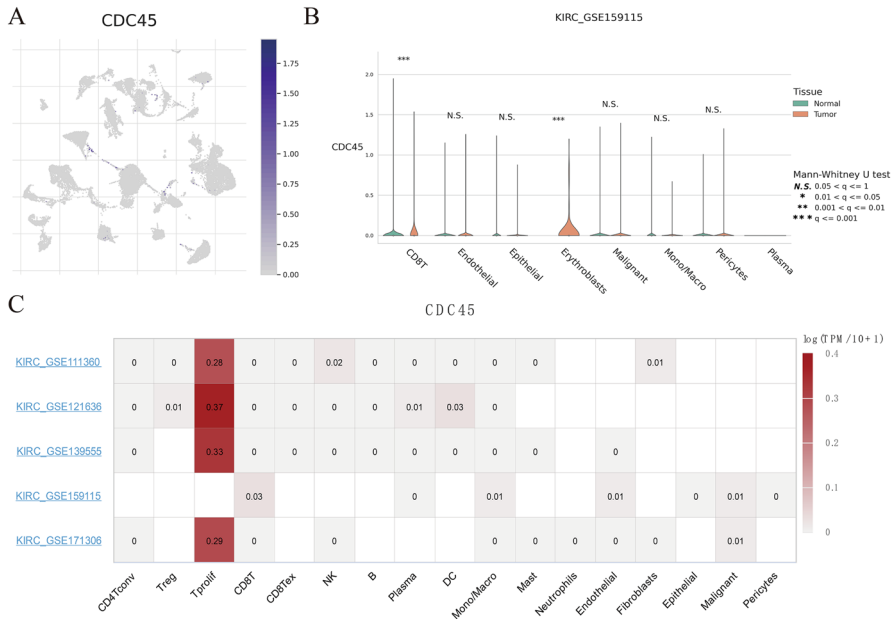 A
CDC45
1.75
1.50
1.25
1.00
0.75
0.50
0.25
0.00
B
KIRC_GSE159115
CDC45
2.0
1.5
1.0
0.5
0.0
***
N.S.
N.S.
***
N.S.
N.S.
N.S.
CD8T
Endothelial
Epithelial
Erythroblasts
Malignant
Mono/Macro
Pericytes
Plasma
Tissue
Normal
Tumor
Mann-Whitney U test
N.S. 0.05 < q <= 1
* 0.01 < q <= 0.05
** 0.001 < q <= 0.01
*** q <= 0.001
C
CDC45
KIRC_GSE111360 0 0 0.28 0 0 0.02 0 0 0 0 0 0.01
KIRC_GSE121636 0 0.01 0.37 0 0 0 0 0.01 0.03 0
KIRC_GSE139555 0 0.33 0 0 0 0 0 0 0 0 0
KIRC_GSE159115 0.03 0 0.01 0.01 0 0.01 0
KIRC_GSE171306 0 0.29 0 0 0 0 0 0 0 0.01
CD4Tconv
Treg
Tprolif
CD8T
CD8Tex
NK
B
Plasma
DC
Mono/Macro
Mast
Neutrophils
Endothelial
Fibroblasts
Epithelial
Malignant
Pericytes
log(TPM/10+1)
0.4
0.3
0.2
0.1
0